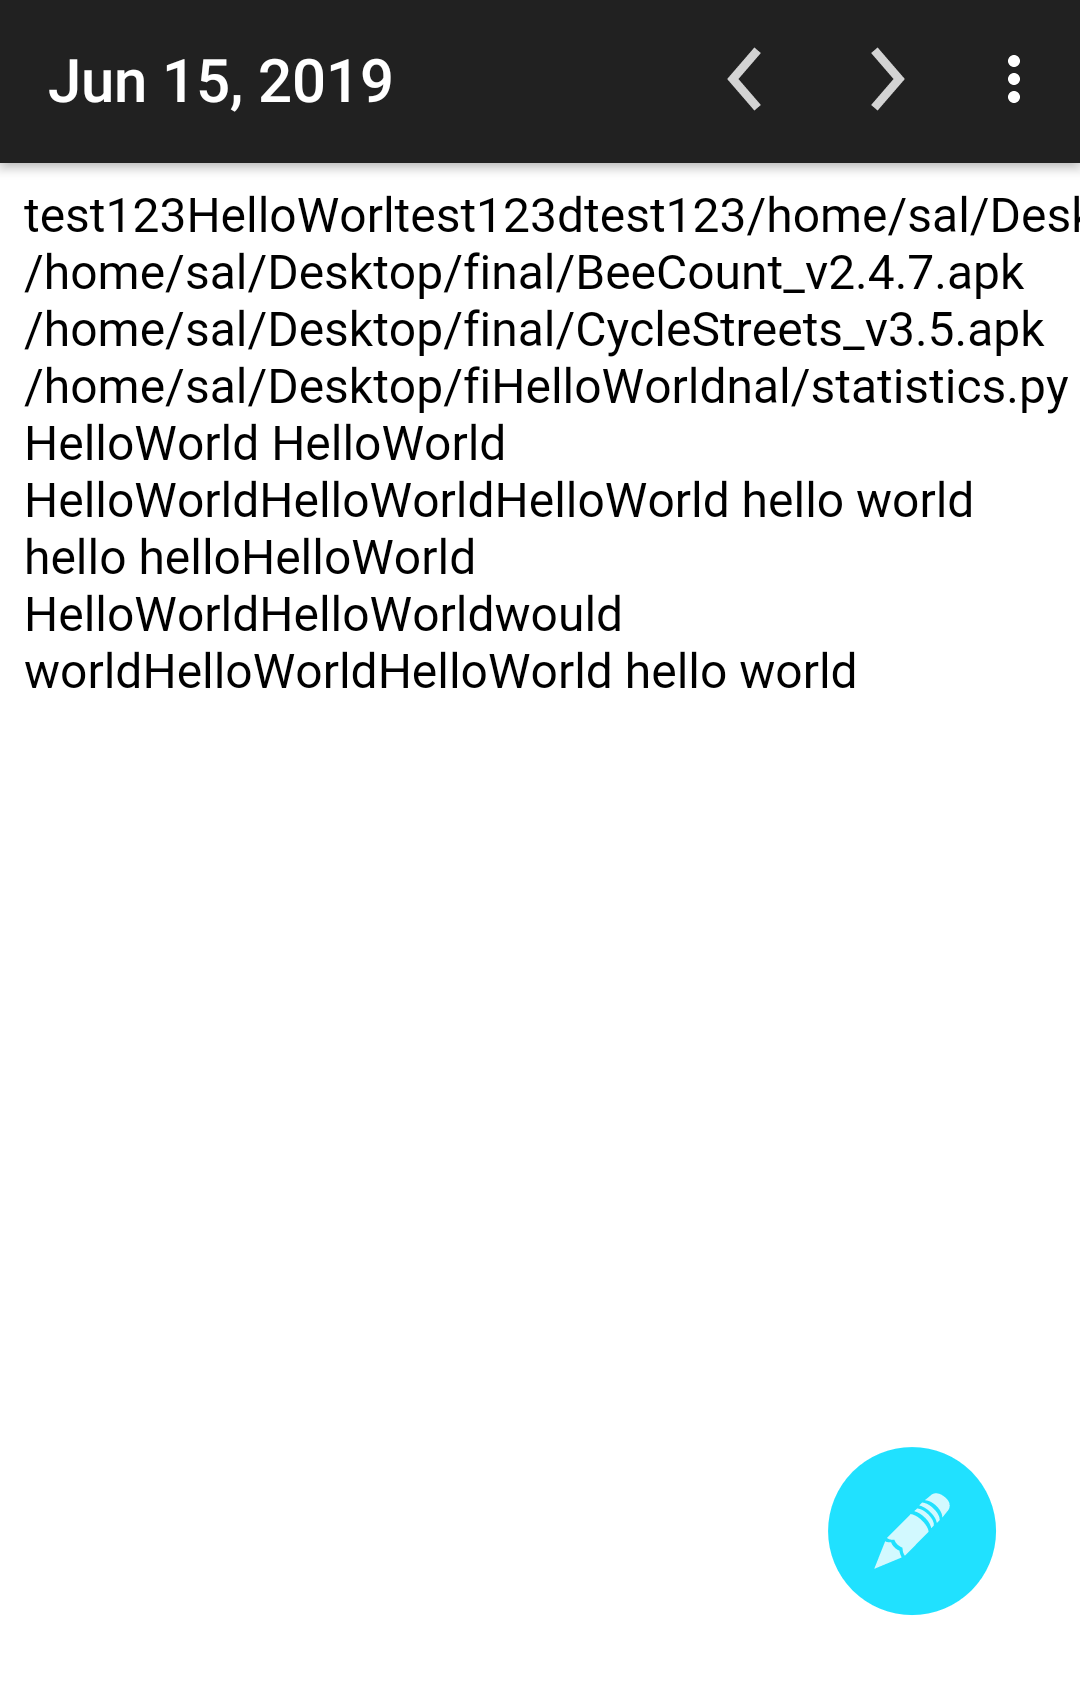 Jun 15, 2019
test123HelloWorltest123dtest123/home/sal/Desk
/home/sal/Desktop/final/BeeCount_v2.4.7.apk
/home/sal/Desktop/final/CycleStreets_v3.5.apk
/home/sal/Desktop/fiHelloWorldnal/statistics.py
HelloWorld HelloWorld
HelloWorldHelloWorldHelloWorld hello world
hello helloHelloWorld
HelloWorldHelloWorldwould
worldHelloWorldHelloWorld hello world